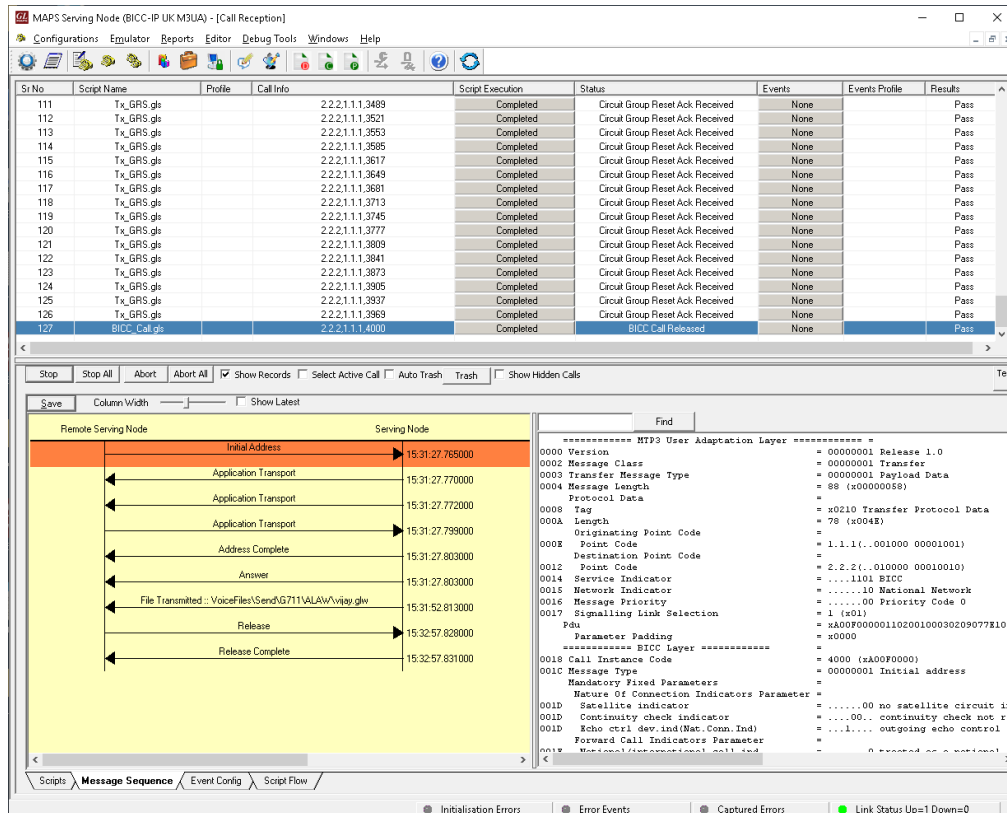 MAPS Serving Node (BICC-IP UK M3UA) - [Call Reception]
Configurations Emulator Reports Editor Debug Tools Windows Help
Sr No Script Name Profile Call Info Script Execution Status Events Events Profile Results
111 Tx_GRS.gls 2.2.2,1.1.1,3489 Completed Circuit Group Reset Ack Received None Pass
112 Tx_GRS.gls 2.2.2,1.1.1,3521 Completed Circuit Group Reset Ack Received None Pass
113 Tx_GRS.gls 2.2.2,1.1.1,3553 Completed Circuit Group Reset Ack Received None Pass
114 Tx_GRS.gls 2.2.2,1.1.1,3585 Completed Circuit Group Reset Ack Received None Pass
115 Tx_GRS.gls 2.2.2,1.1.1,3617 Completed Circuit Group Reset Ack Received None Pass
116 Tx_GRS.gls 2.2.2,1.1.1,3649 Completed Circuit Group Reset Ack Received None Pass
117 Tx_GRS.gls 2.2.2,1.1.1,3681 Completed Circuit Group Reset Ack Received None Pass
118 Tx_GRS.gls 2.2.2,1.1.1,3713 Completed Circuit Group Reset Ack Received None Pass
119 Tx_GRS.gls 2.2.2,1.1.1,3745 Completed Circuit Group Reset Ack Received None Pass
120 Tx_GRS.gls 2.2.2,1.1.1,3777 Completed Circuit Group Reset Ack Received None Pass
121 Tx_GRS.gls 2.2.2,1.1.1,3809 Completed Circuit Group Reset Ack Received None Pass
122 Tx_GRS.gls 2.2.2,1.1.1,3841 Completed Circuit Group Reset Ack Received None Pass
123 Tx_GRS.gls 2.2.2,1.1.1,3873 Completed Circuit Group Reset Ack Received None Pass
124 Tx_GRS.gls 2.2.2,1.1.1,3905 Completed Circuit Group Reset Ack Received None Pass
125 Tx_GRS.gls 2.2.2,1.1.1,3937 Completed Circuit Group Reset Ack Received None Pass
126 Tx_GRS.gls 2.2.2,1.1.1,3969 Completed Circuit Group Reset Ack Received None Pass
127 BICC_Call.gls 2.2.2,1.1.1,4000 Completed BICC Call Released None Pass
Stop Stop All Abort Abort All Show Records Select Active Call Auto Trash Trash Show Hidden Calls Te
Save Column Width Show Latest
Remote Serving Node Serving Node
Initial Address
15:31:27.765000
Application Transport
15:31:27.770000
Application Transport
15:31:27.772000
Application Transport
15:31:27.799000
Address Complete
15:31:27.803000
Answer
15:31:27.803000
File Transmitted :: VoiceFiles\Send\G711\ALAW\vijay.glw
15:31:52.813000
Release
15:32:57.828000
Release Complete
15:32:57.831000
Find
============ MTP3 User Adaptation Layer ============ =
0000 Version = 00000001 Release 1.0
0002 Message Class = 00000001 Transfer
0003 Transfer Message Type = 00000001 Payload Data
0004 Message Length = 88 (x00000058)
Protocol Data =
0008 Tag = x0210 Transfer Protocol Data
000A Length = 78 (x004E)
Originating Point Code =
000E Point Code = 1.1.1(..001000 00001001)
Destination Point Code =
0012 Point Code = 2.2.2(..010000 00010010)
0014 Service Indicator = ....1101 BICC
0015 Network Indicator = ......10 National Network
0016 Message Priority = ......00 Priority Code 0
0017 Signalling Link Selection = 1 (x01)
Pdu = xA00F00000110200100030209077E10
Parameter Padding = x0000
============ BICC Layer ============ =
0018 Call Instance Code = 4000 (xA00F0000)
001C Message Type = 00000001 Initial address
Mandatory Fixed Parameters =
Nature Of Connection Indicators Parameter =
001D Satellite indicator = ......00 no satellite circuit i
001D Continuity check indicator = ....00.. continuity check not r
001D Echo ctrl dev.ind(Nat.Conn.Ind) = ...1.... outgoing echo control
Forward Call Indicators Parameter =
Scripts Message Sequence Event Config Script Flow
Initialisation Errors Error Events Captured Errors Link Status Up=1 Down=0